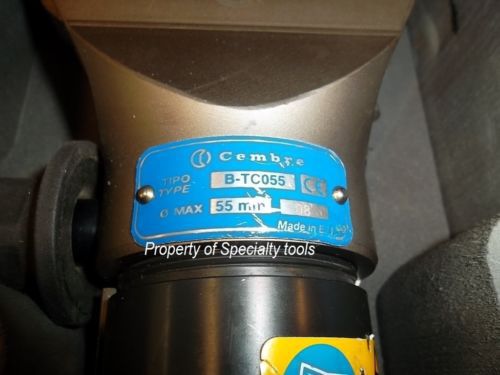 Cembre
TIPO
TYPE B-TC055 CE
Ø MAX 55 mm
Made in E
Property of Specialty tools